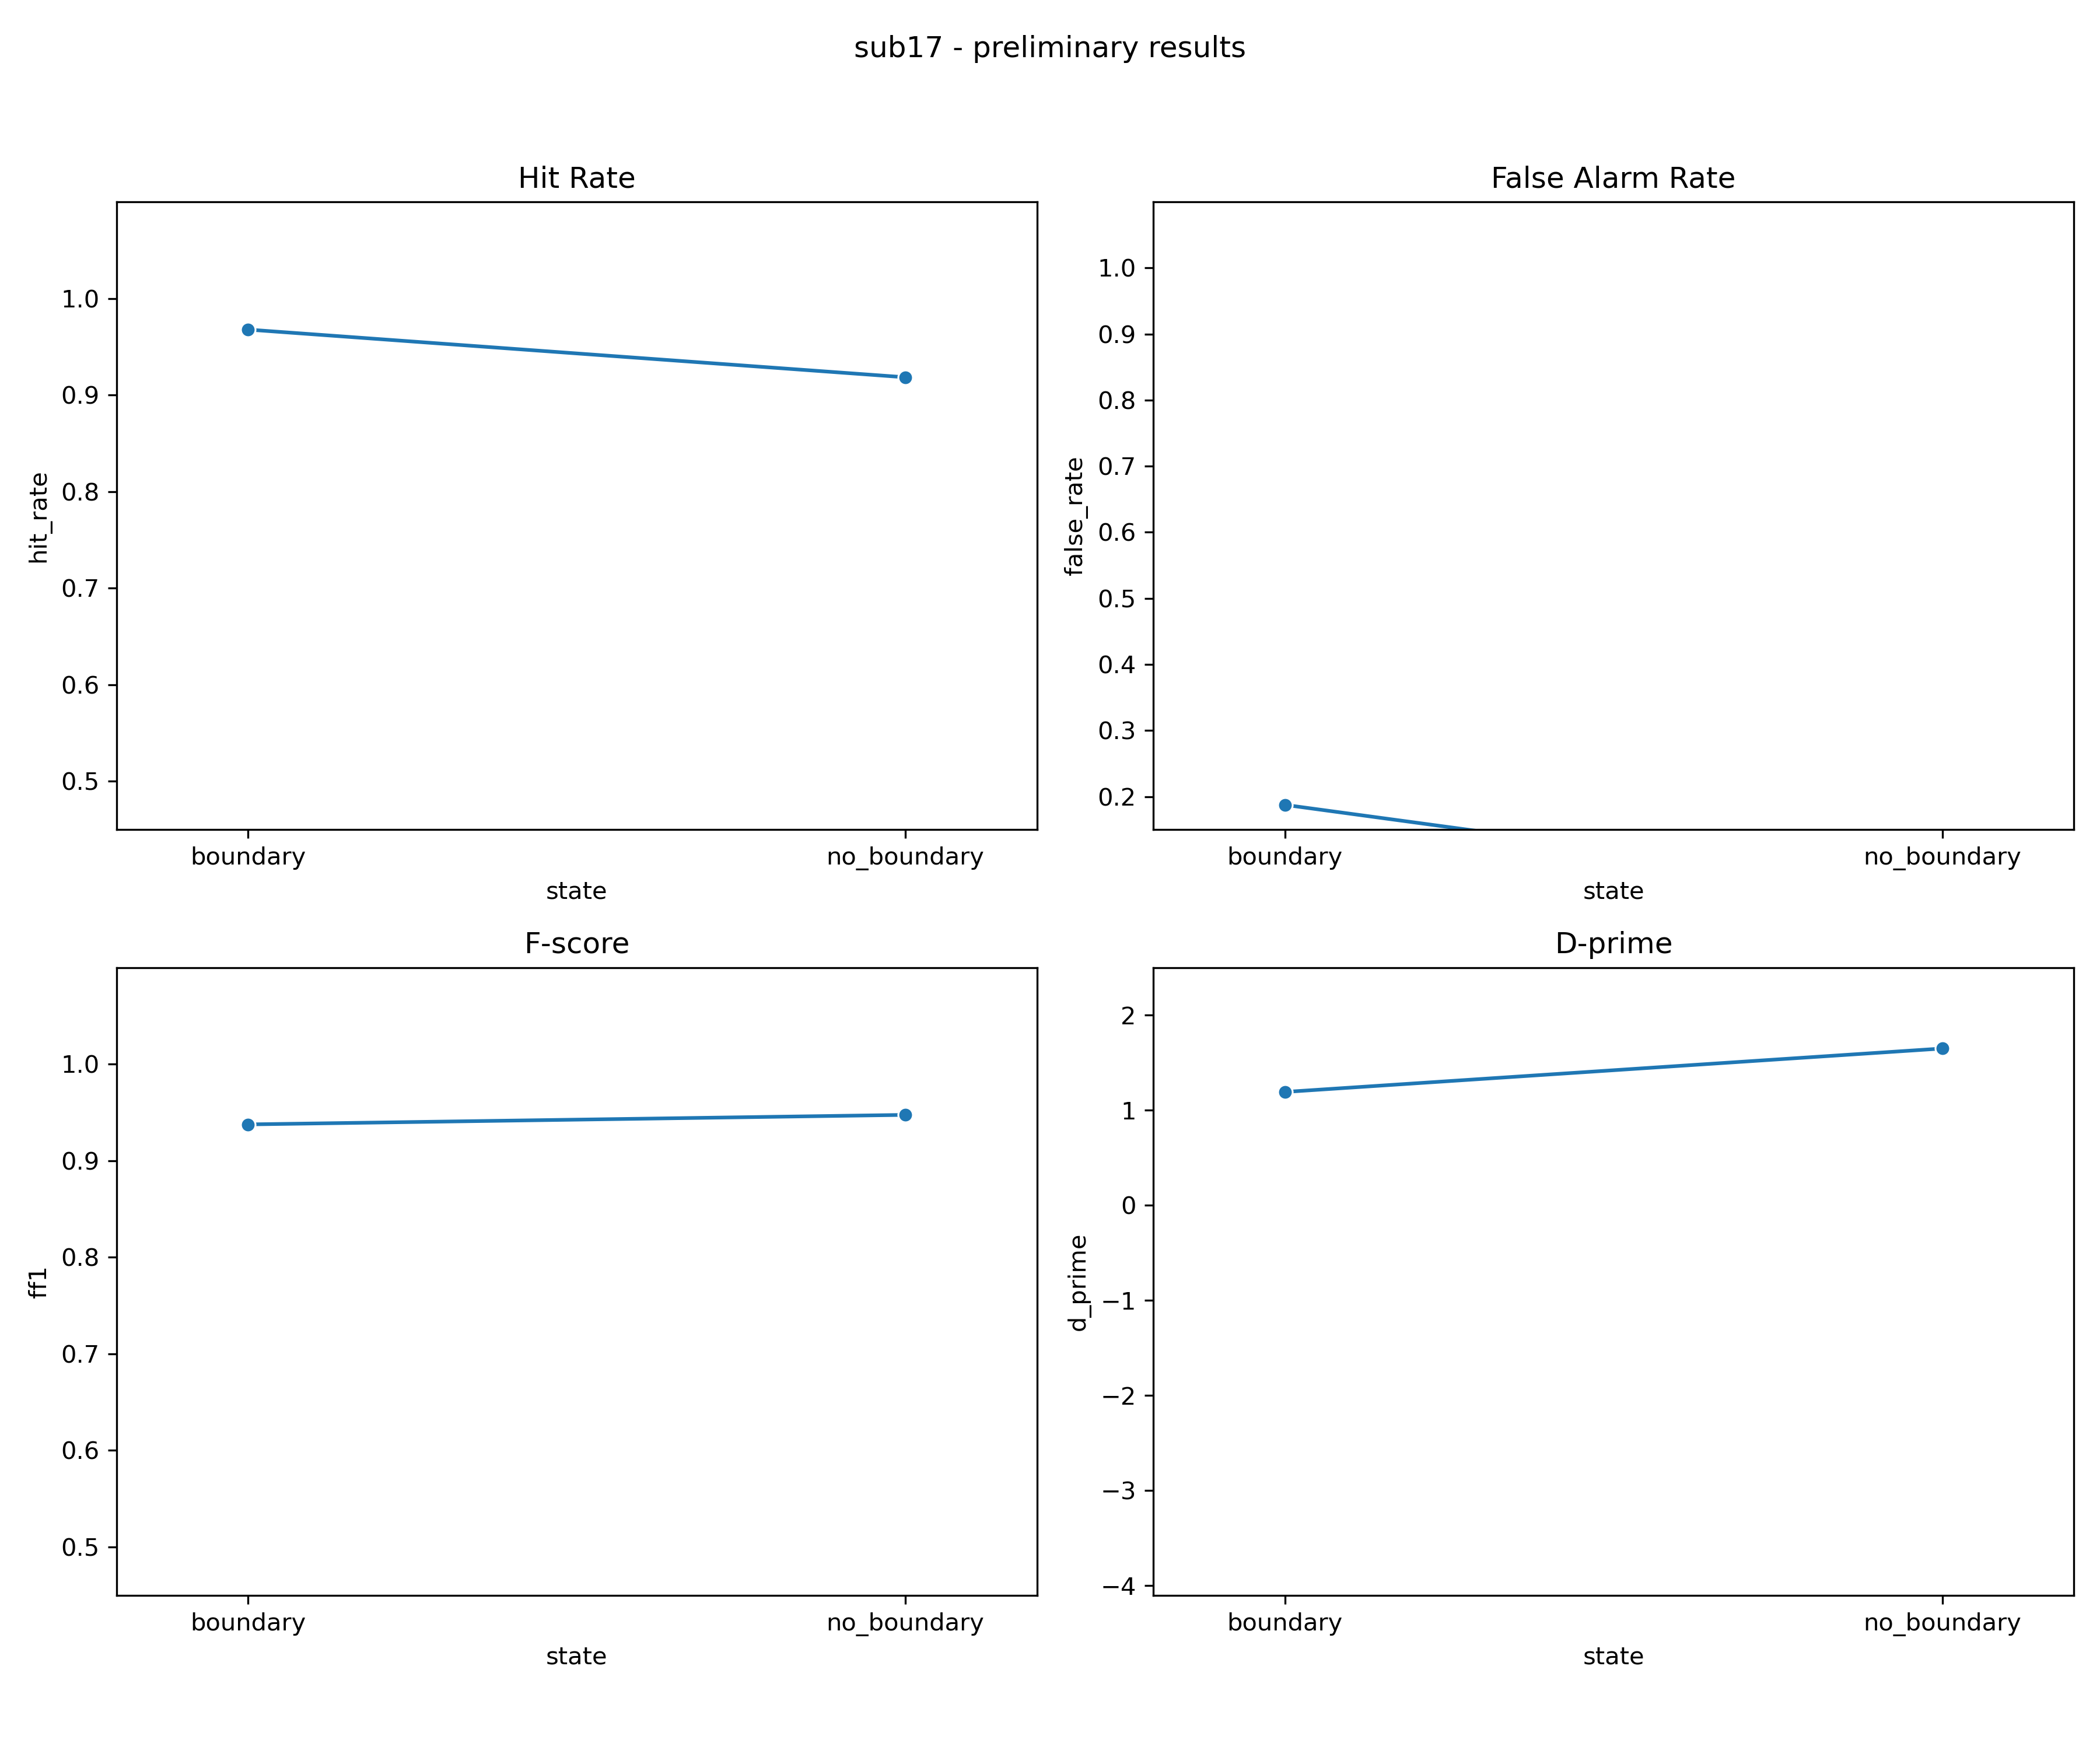 sub17 - preliminary results
Hit Rate
1.0
0.9
0.8
0.7
0.6
0.5
hit_rate
boundary no_boundary
state
False Alarm Rate
1.0
0.9
0.8
0.7
0.6
0.5
0.4
0.3
0.2
false_rate
boundary no_boundary
state
F-score
1.0
0.9
0.8
0.7
0.6
0.5
ff1
boundary no_boundary
state
D-prime
2
1
0
−1
−2
−3
−4
d_prime
boundary no_boundary
state